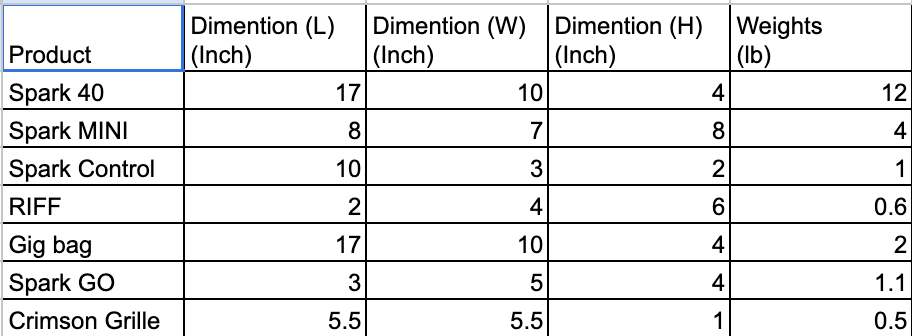 Product Dimention (L) (Inch) Dimention (W) (Inch) Dimention (H) (Inch) Weights (lb)
Spark 40 17 10 4 12
Spark MINI 8 7 8 4
Spark Control 10 3 2 1
RIFF 2 4 6 0.6
Gig bag 17 10 4 2
Spark GO 3 5 4 1.1
Crimson Grille 5.5 5.5 1 0.5